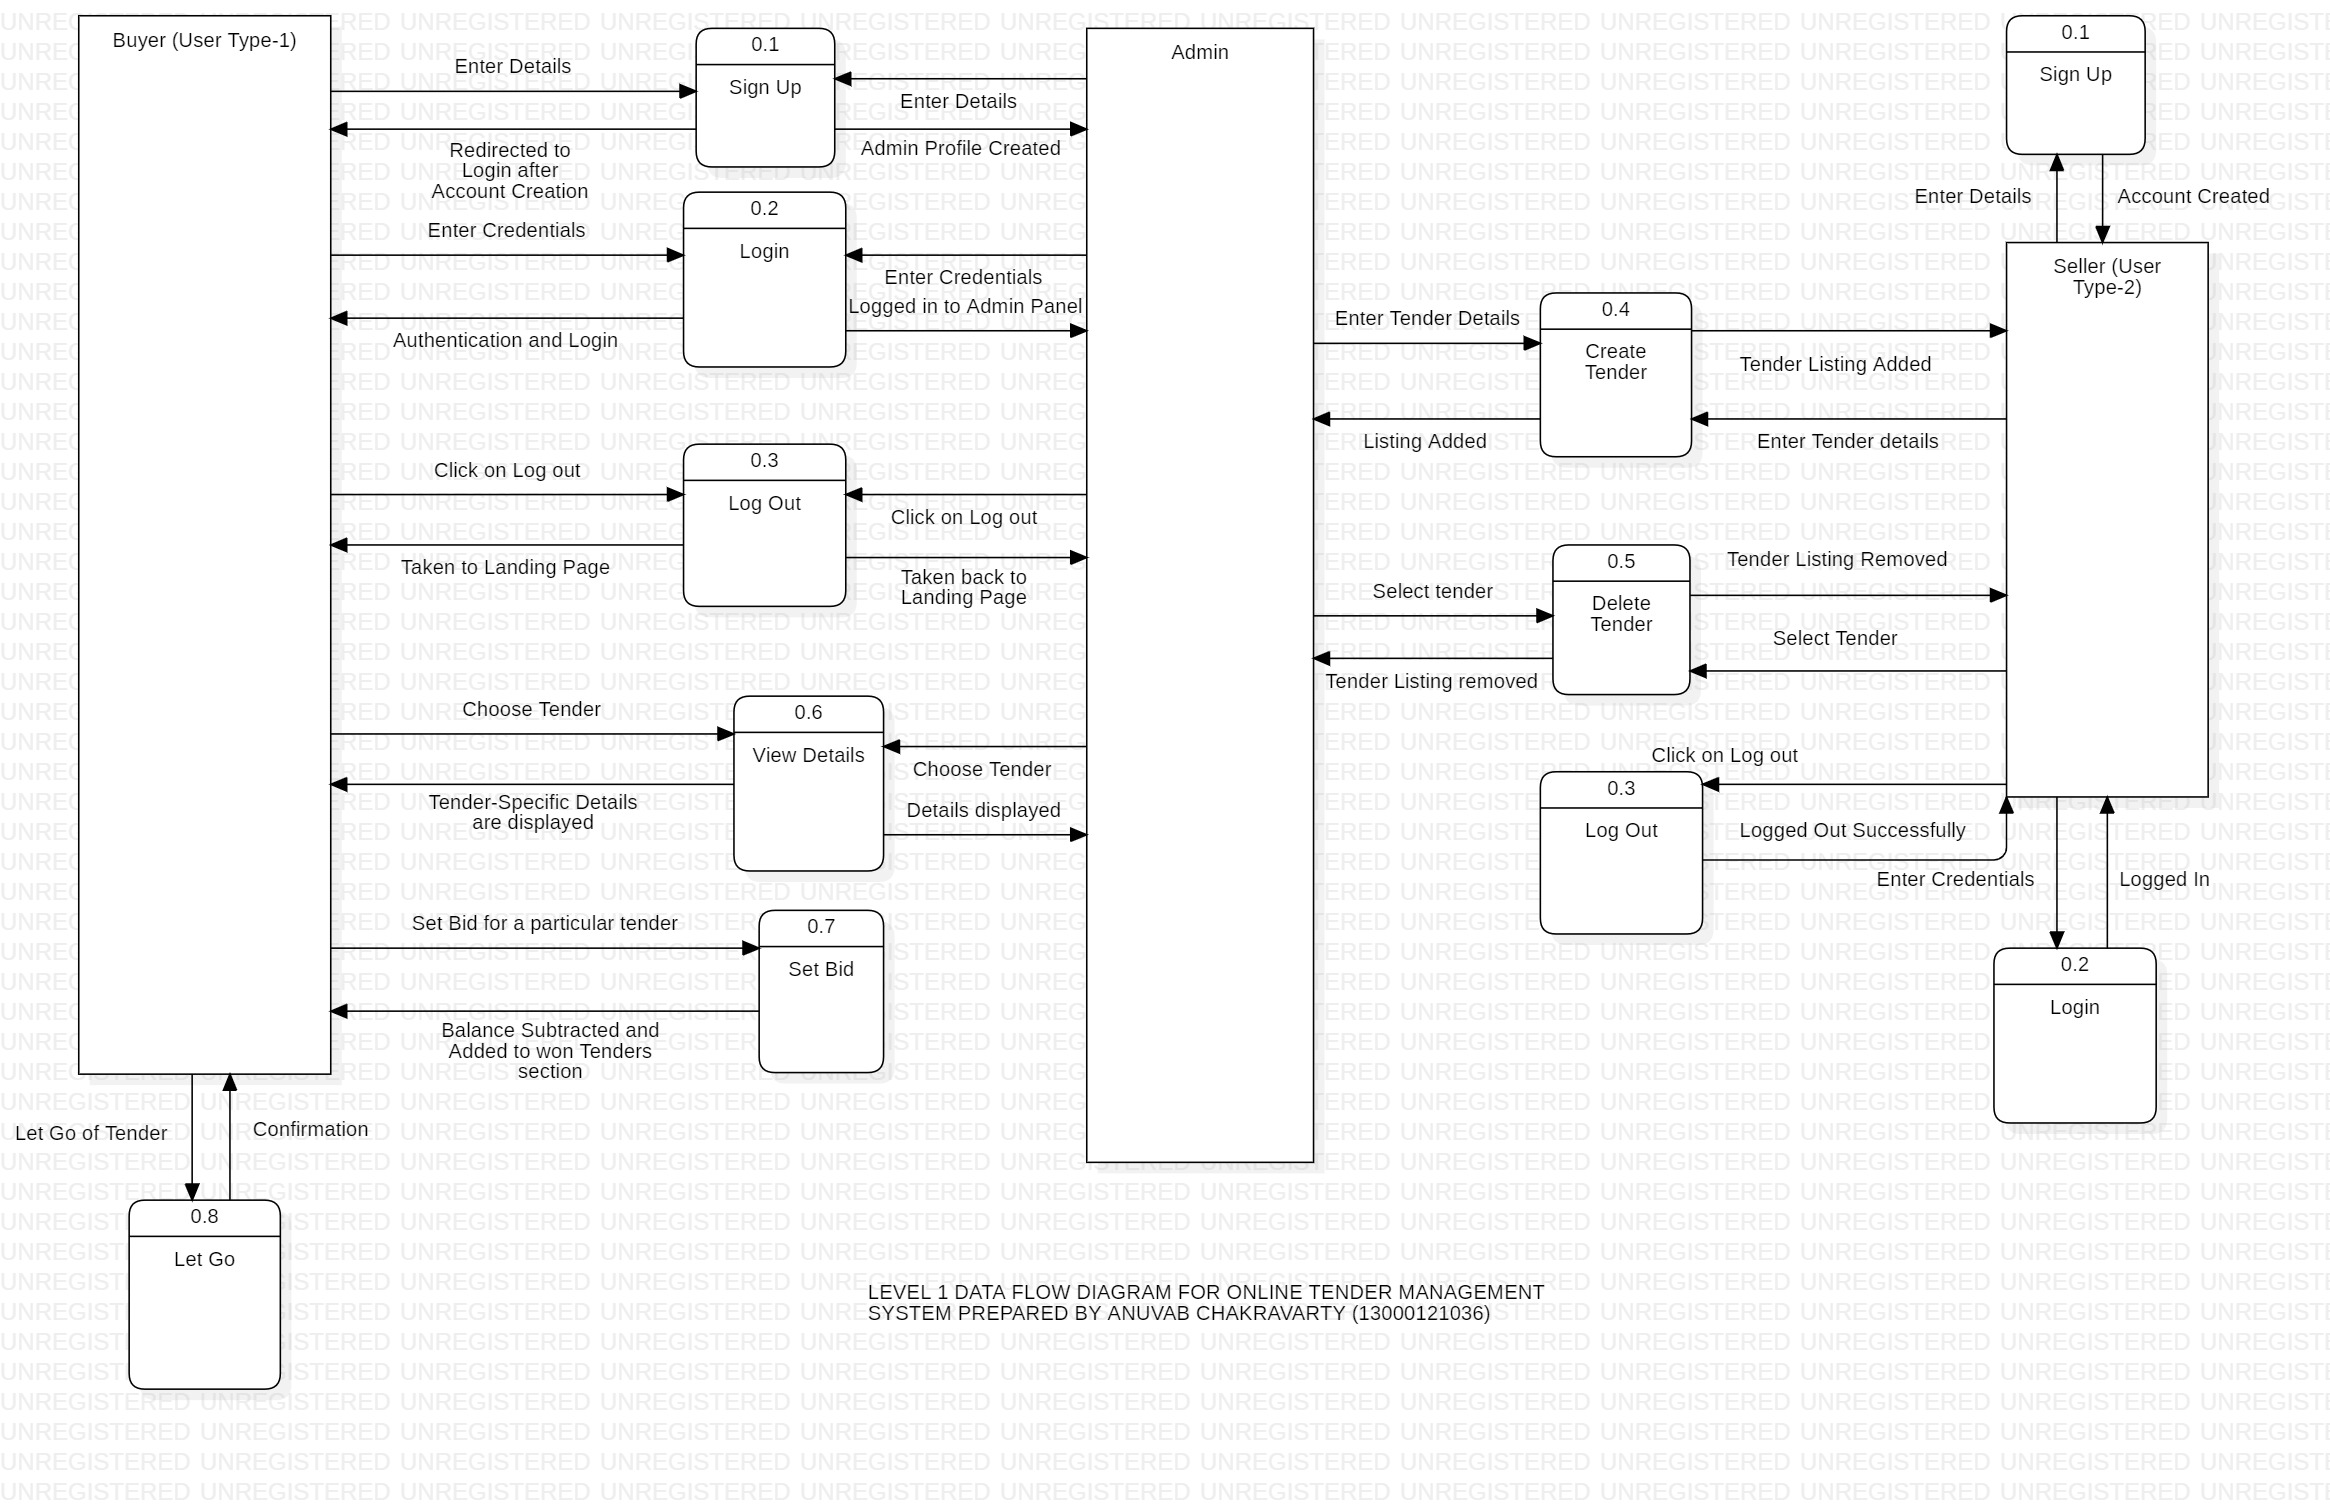 Buyer (User Type-1)
Enter Details
0.1
Sign Up
Enter Details
Redirected to
Login after
Account Creation
Admin Profile Created
Admin
Enter Credentials
0.2
Login
Enter Credentials
Logged in to Admin Panel
Authentication and Login
Click on Log out
0.3
Log Out
Click on Log out
Taken to Landing Page
Taken back to
Landing Page
Choose Tender
0.6
View Details
Choose Tender
Tender-Specific Details
are displayed
Details displayed
Set Bid for a particular tender
0.7
Set Bid
Balance Subtracted and
Added to won Tenders
section
Let Go of Tender
Confirmation
0.8
Let Go
0.1
Sign Up
Enter Details
Account Created
Seller (User
Type-2)
Enter Tender Details
0.4
Create
Tender
Tender Listing Added
Listing Added
Enter Tender details
Select tender
0.5
Delete
Tender
Tender Listing Removed
Select Tender
Tender Listing removed
Click on Log out
0.3
Log Out
Logged Out Successfully
Enter Credentials
Logged In
0.2
Login
LEVEL 1 DATA FLOW DIAGRAM FOR ONLINE TENDER MANAGEMENT
SYSTEM PREPARED BY ANUVAB CHAKRAVARTY (13000121036)
UNREGISTERED